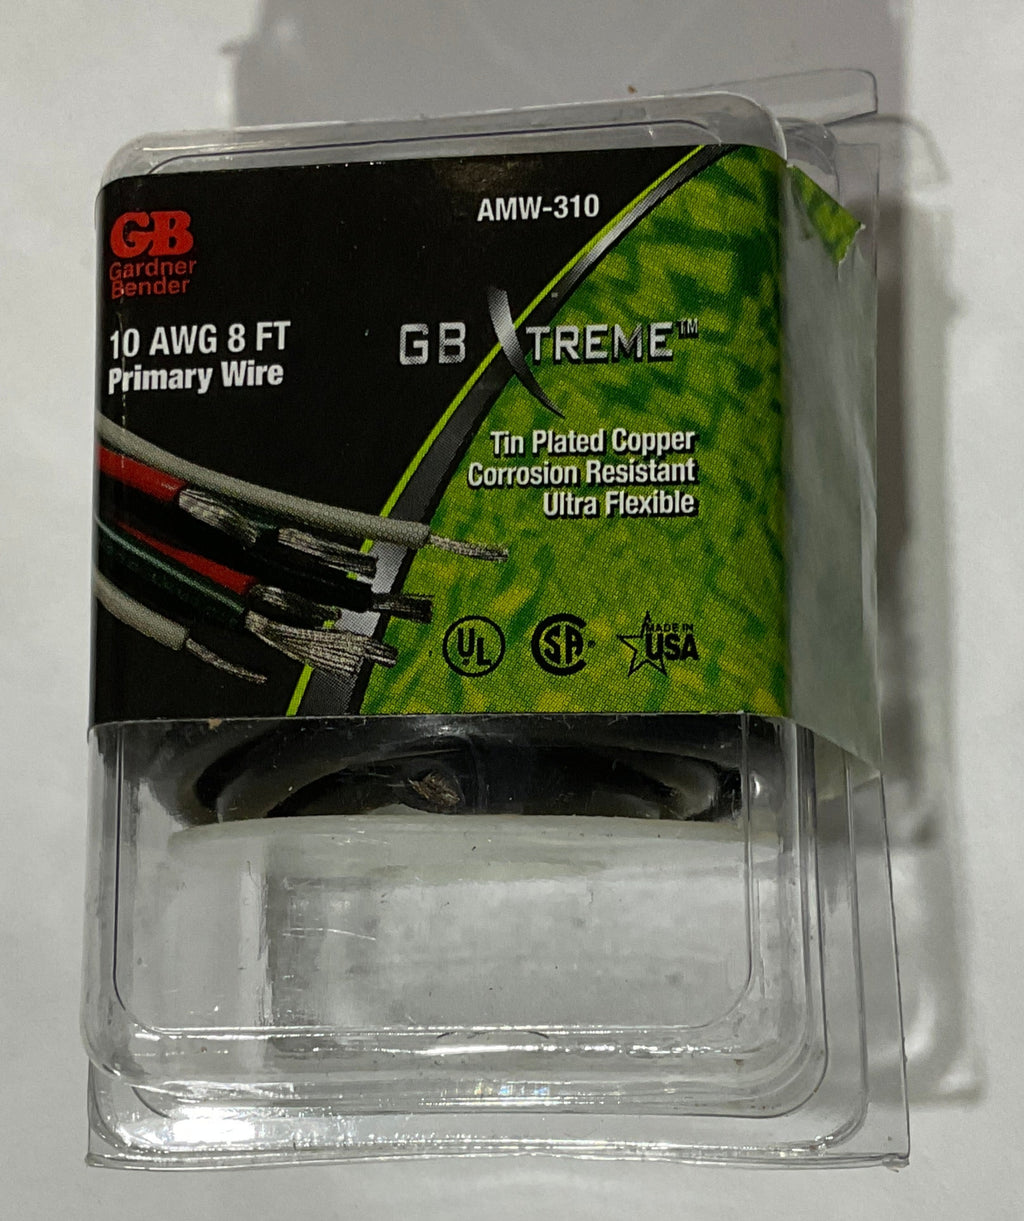 AMW-310
GB
Gardner
Bender
10 AWG 8 FT
Primary Wire
GB XTREME™
Tin Plated Copper
Corrosion Resistant
Ultra Flexible
UL
SA
MADE IN
USA